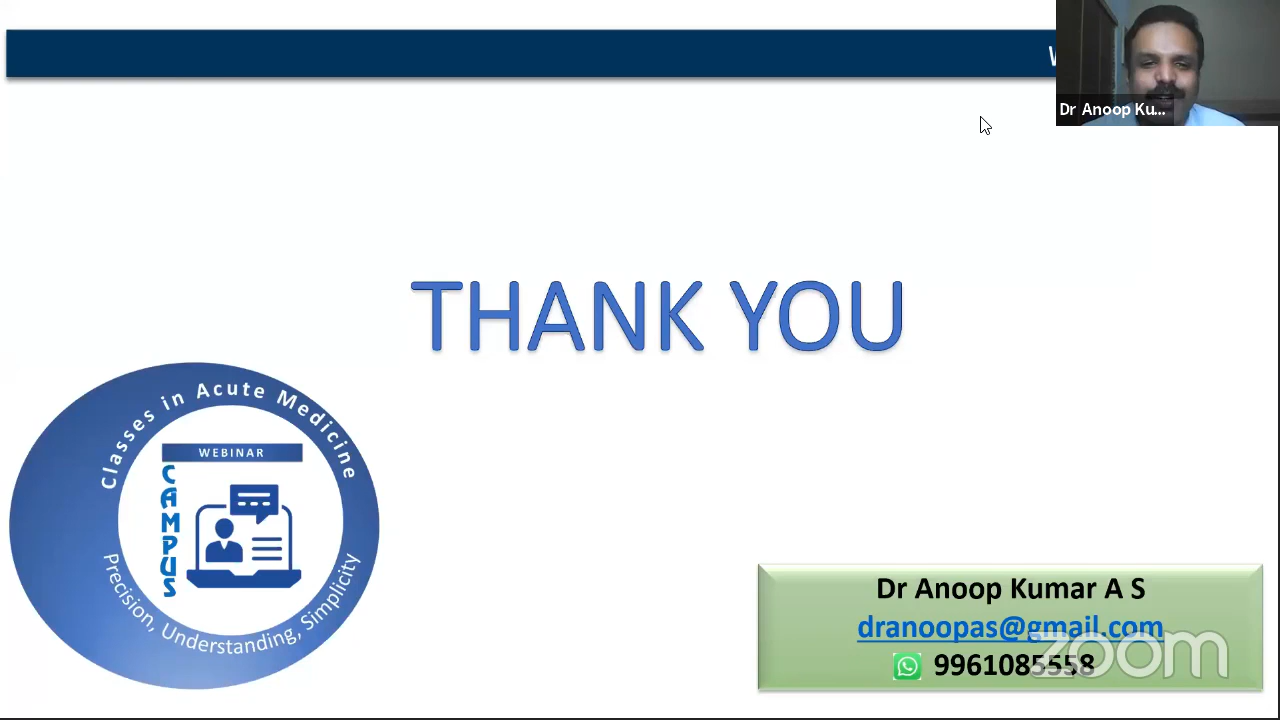 Dr Anoop Ku...
THANK YOU
Classes in Acute Medicine
WEBINAR
CAMPUS
Precision, Understanding, Simplicity
Dr Anoop Kumar A S
dranoopas@gmail.com
9961085558
zoom